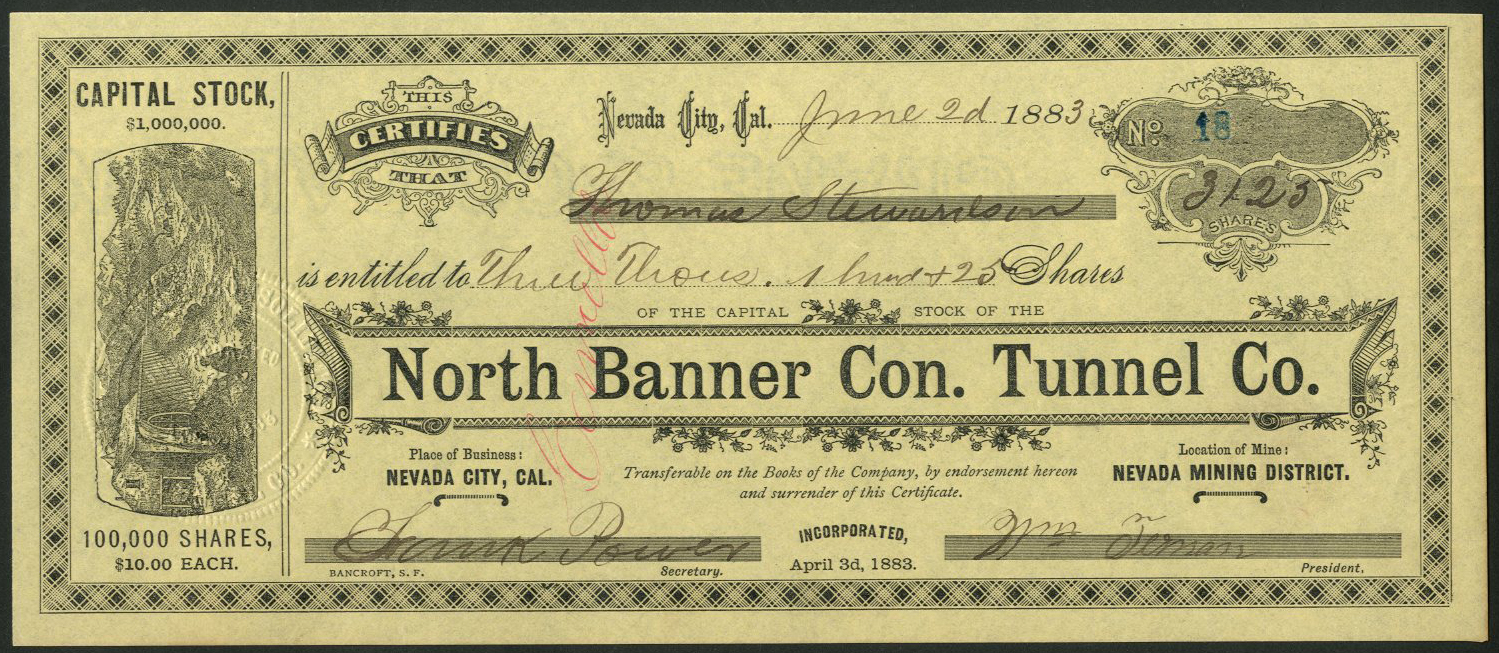 CAPITAL STOCK,
$1,000,000.
100,000 SHARES,
$10.00 EACH.
THIS
CERTIFIES
THAT
Nevada City, Cal. June 2d 1883
No. 18
3125
SHARES
Thomas Stewardson
is entitled to Three Thous. 1 hund + 25 Shares
OF THE CAPITAL STOCK OF THE
North Banner Con. Tunnel Co.
Cancelled
Place of Business:
NEVADA CITY, CAL.
Transferable on the Books of the Company, by endorsement hereon
and surrender of this Certificate.
Location of Mine:
NEVADA MINING DISTRICT.
Frank Power
BANCROFT, S. F.
Secretary.
INCORPORATED,
April 3d, 1883.
Wm
President.